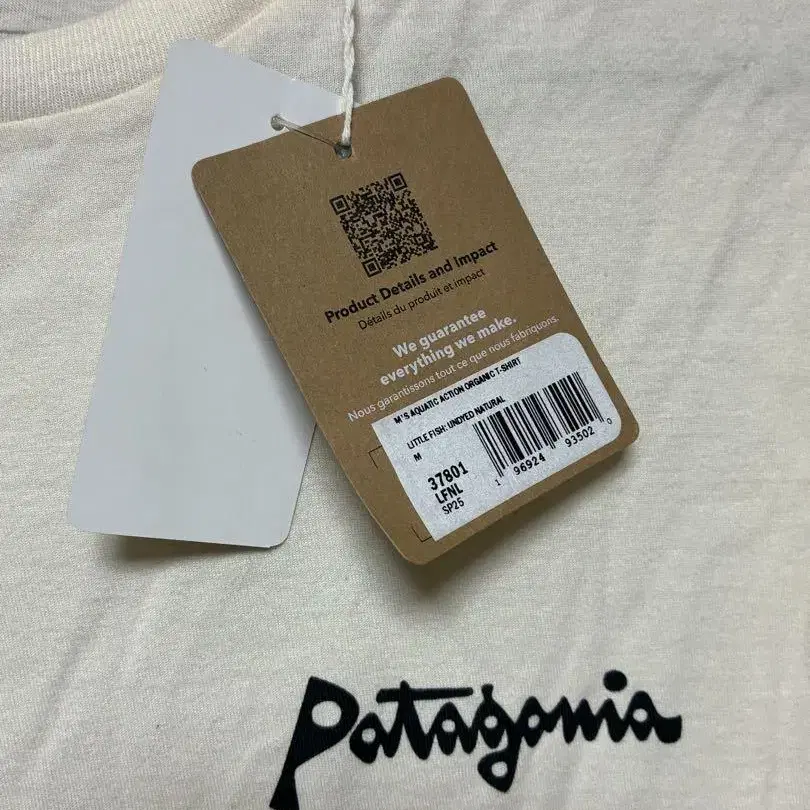 Product Details and Impact
Détails du produit et impact
We guarantee
everything we make.
Nous garantissons tout ce que nous fabriquons.
M'S AQUATIC ACTION ORGANIC T-SHIRT
LITTLE FISH: UNDYED NATURAL
M
37801
LFNL
SP25
1 96924 93502 0
Patagonia